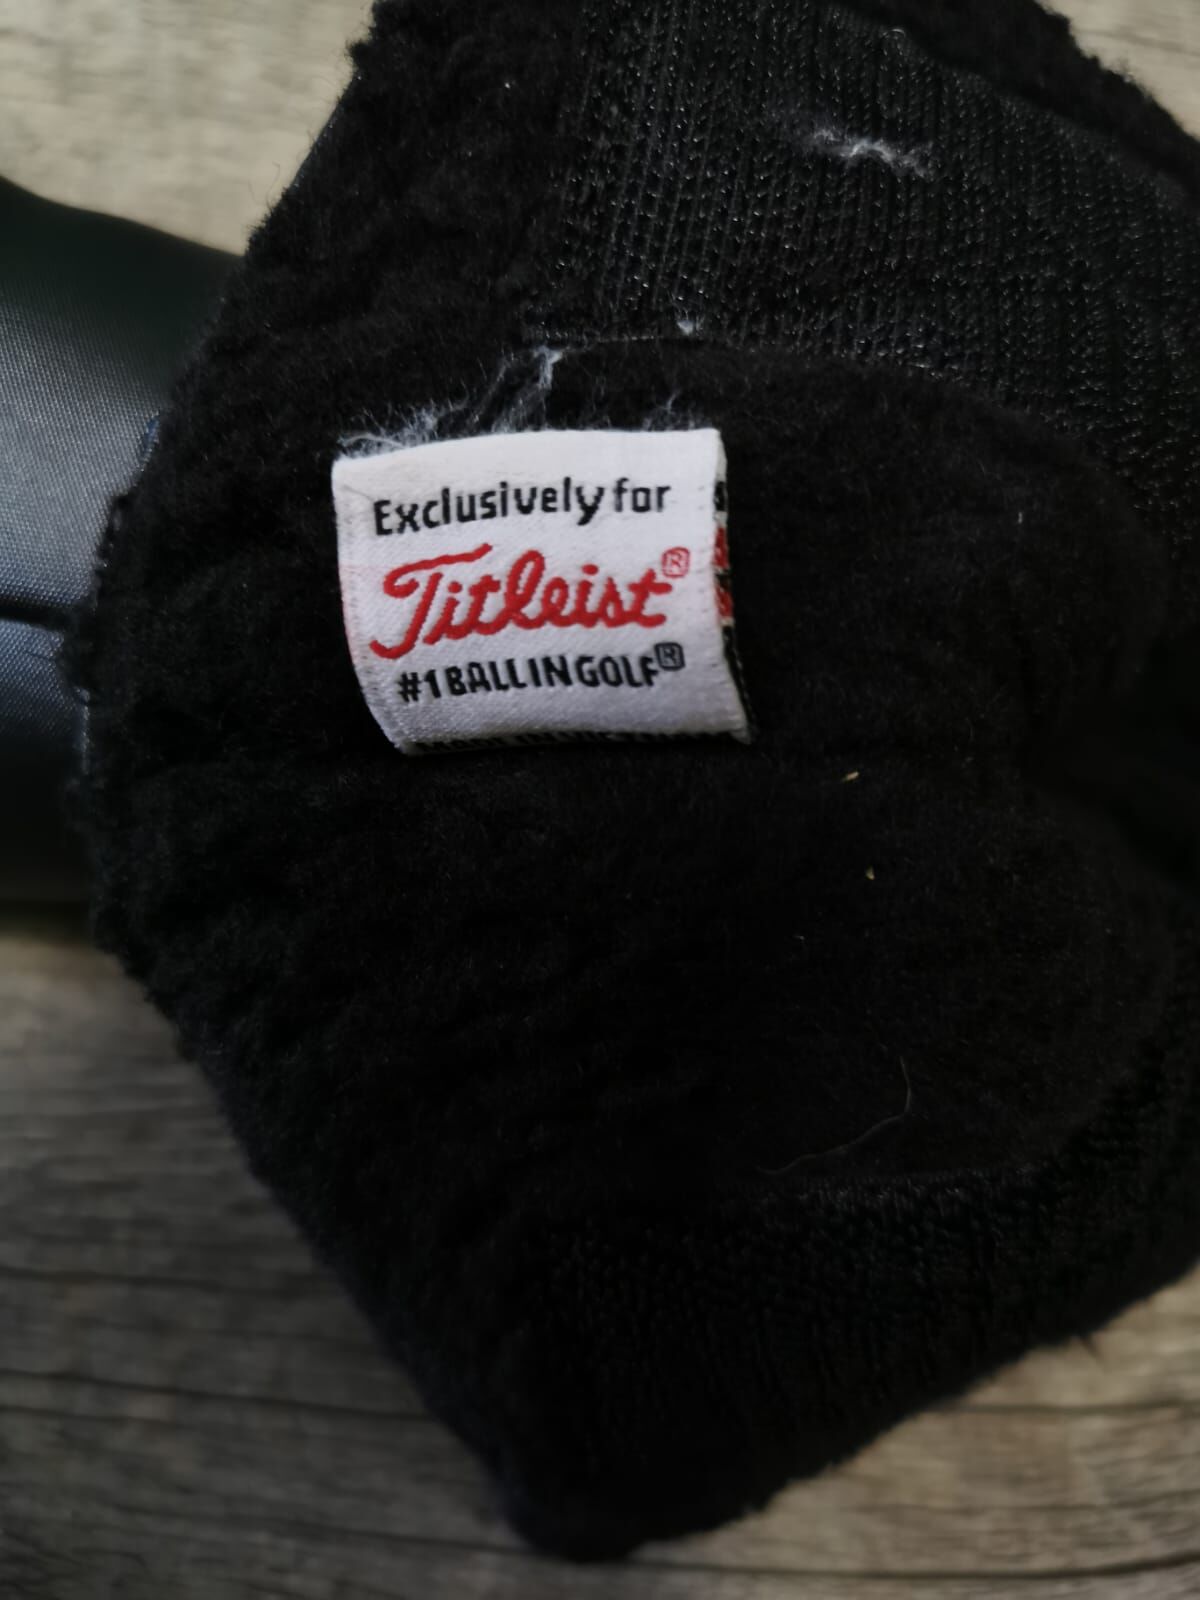 Exclusively for
Titleist®
#1 BALL IN GOLF®